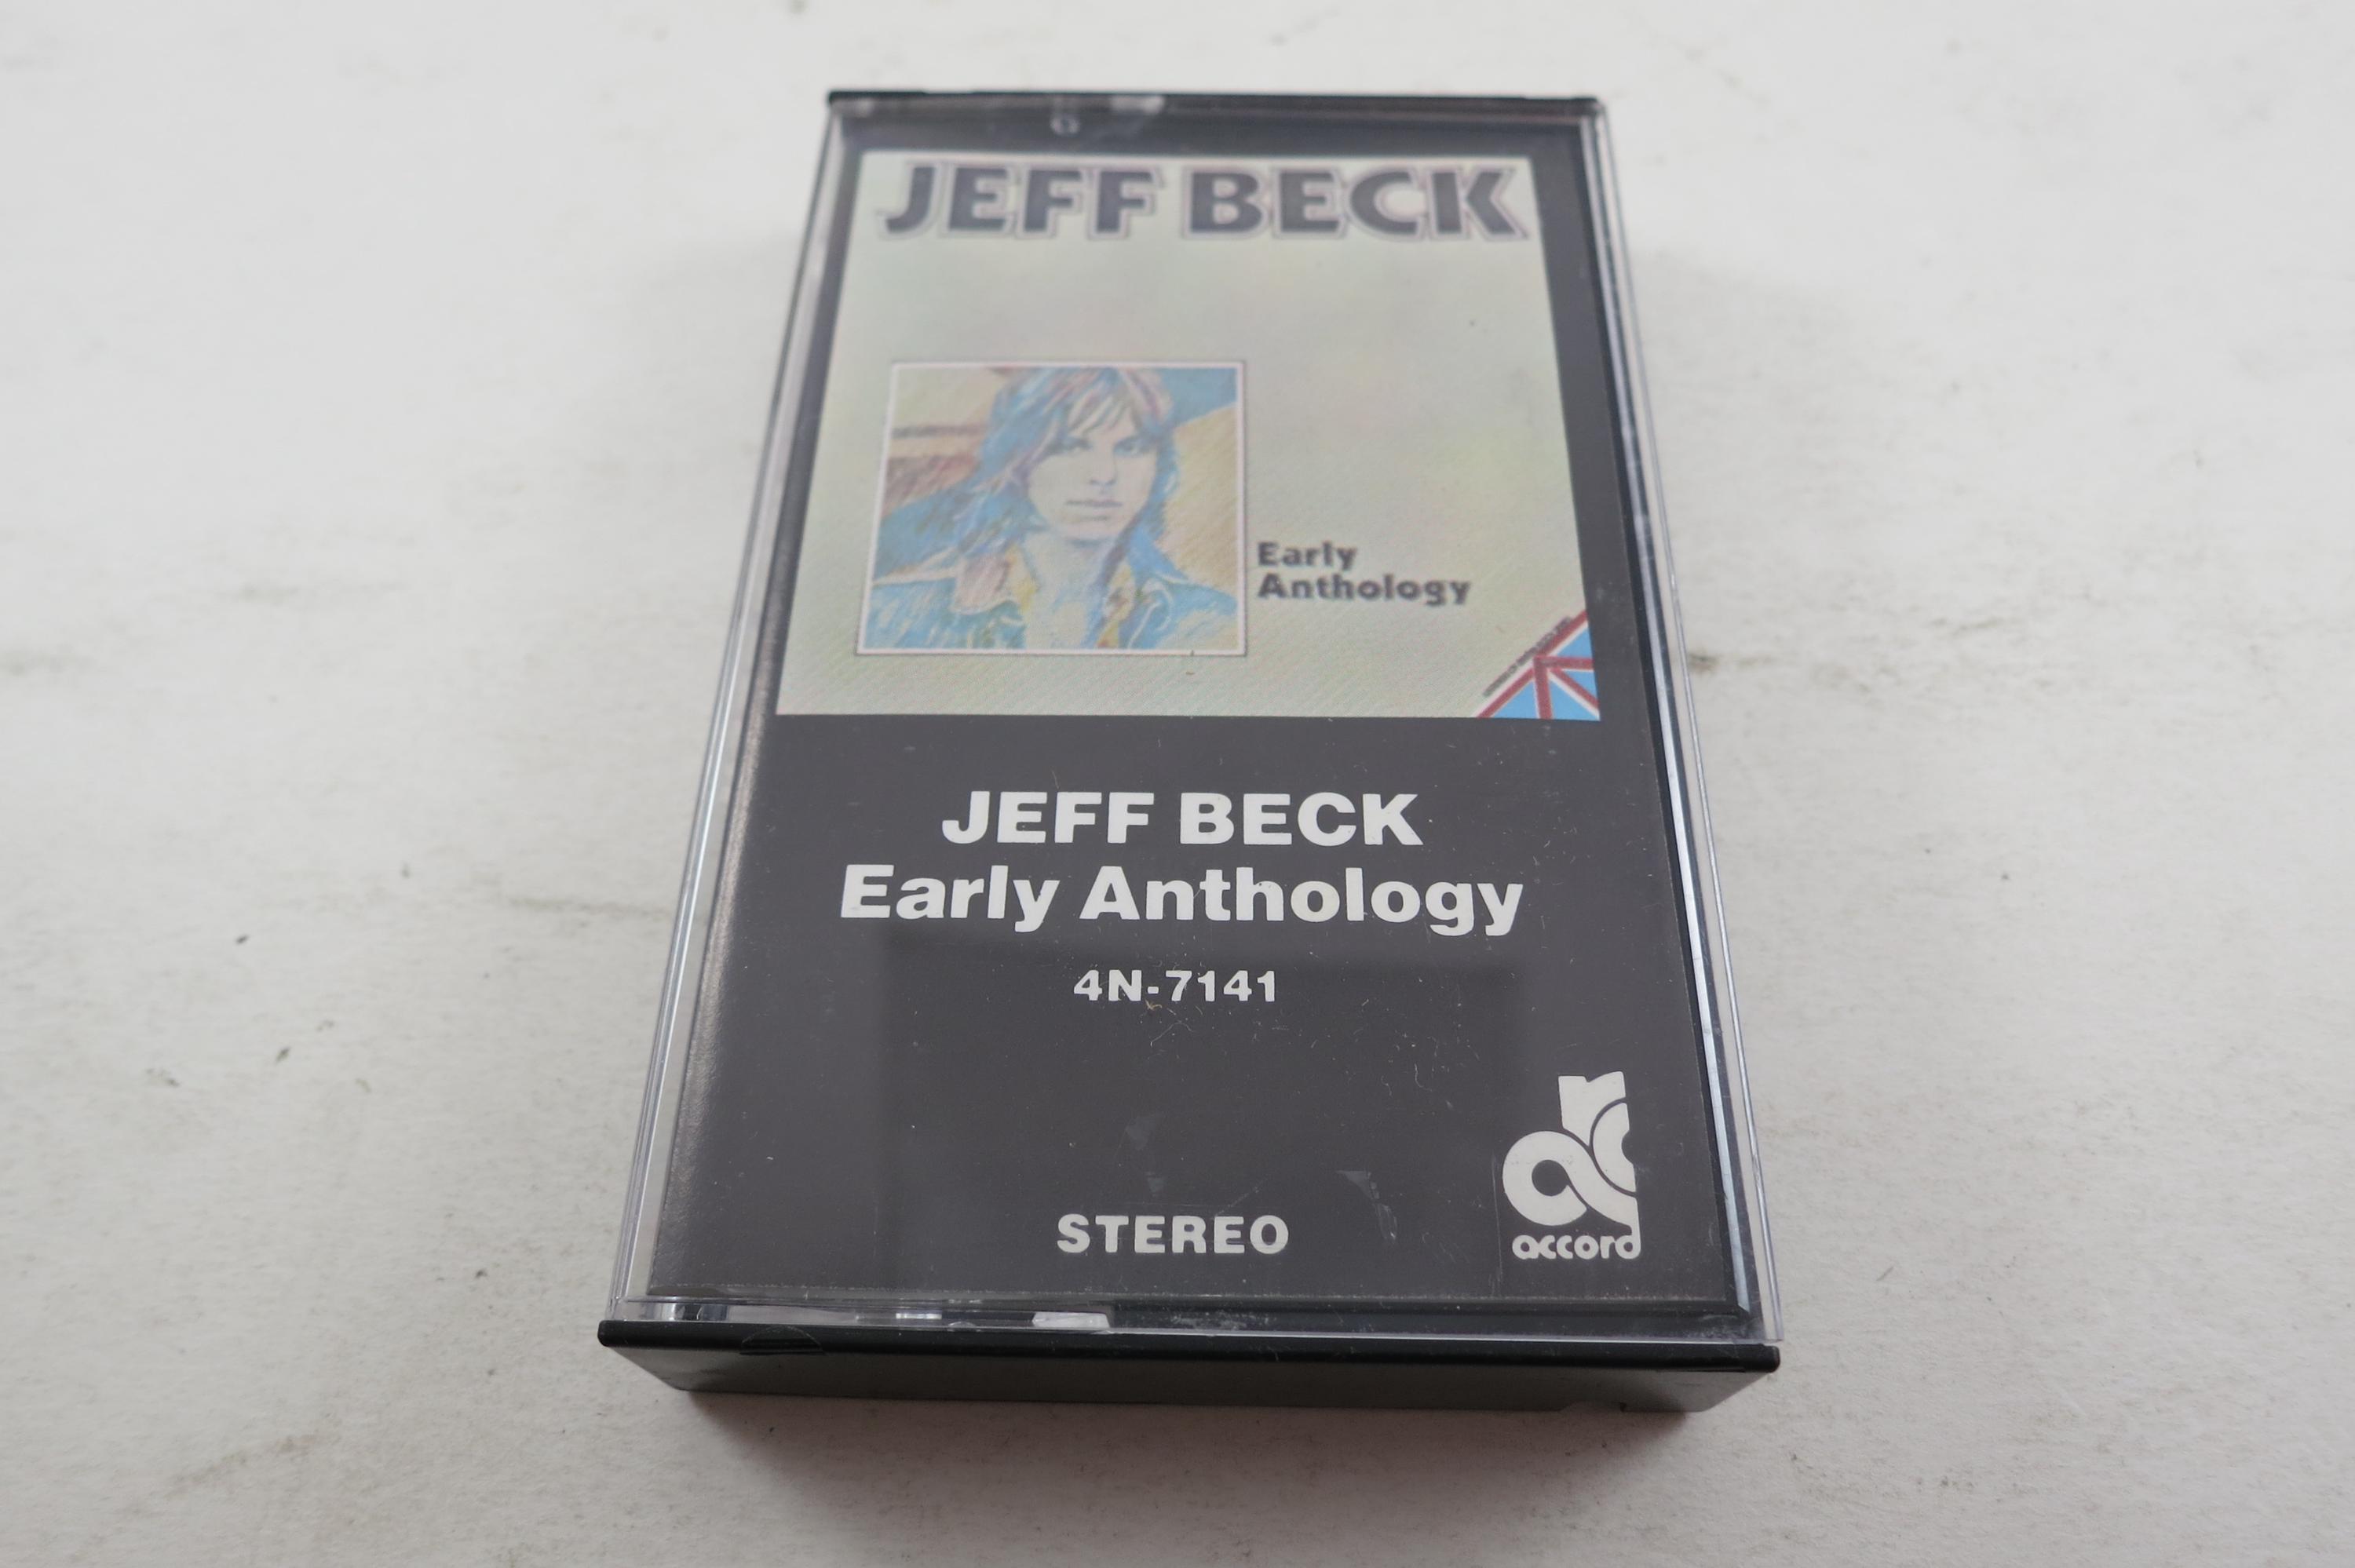 JEFF BECK
Early
Anthology
JEFF BECK
Early Anthology
4N-7141
STEREO
accord